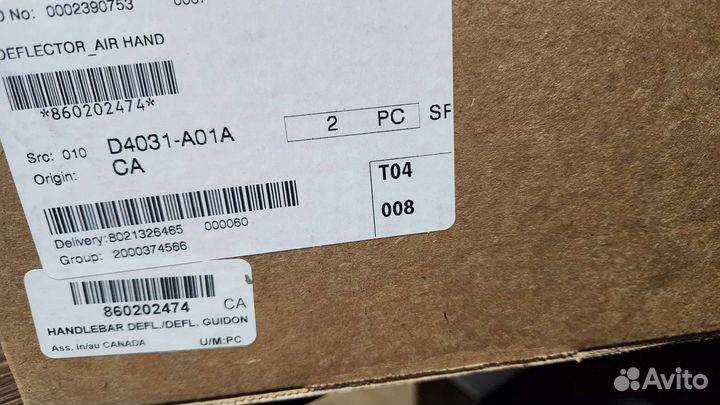 O No: 0002390753
DEFLECTOR_AIR HAND
*860202474*
2 PC SF
Src: 010 D4031-A01A
Origin: CA
T04
008
Delivery:8021326465 000060
Group: 2000374566
860202474 CA
HANDLEBAR DEFL./DEFL. GUIDON
Ass. in/au CANADA U/M:PC
Avito